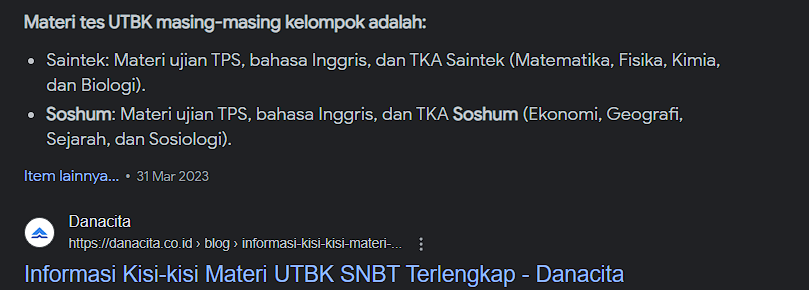 Materi tes UTBK masing-masing kelompok adalah:
• Saintek: Materi ujian TPS, bahasa Inggris, dan TKA Saintek (Matematika, Fisika, Kimia,
dan Biologi).
• Soshum: Materi ujian TPS, bahasa Inggris, dan TKA Soshum (Ekonomi, Geografi,
Sejarah, dan Sosiologi).
Item lainnya... • 31 Mar 2023
Danacita
https://danacita.co.id › blog › informasi-kisi-kisi-materi-...
Informasi Kisi-kisi Materi UTBK SNBT Terlengkap - Danacita